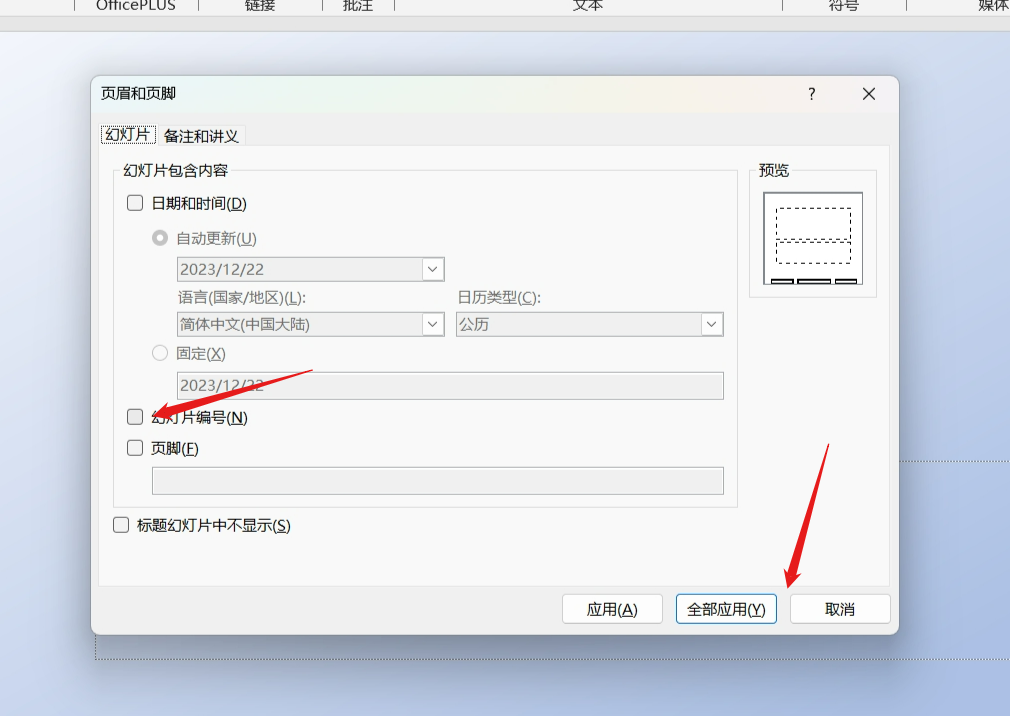 OfficePLUS 链接 批注 文本 符号 媒体
页眉和页脚 ?
幻灯片 备注和讲义
幻灯片包含内容 预览
日期和时间(D)
自动更新(U)
2023/12/22
语言(国家/地区)(L): 日历类型(C):
简体中文(中国大陆) 公历
固定(X)
2023/12/22
幻灯片编号(N)
页脚(F)
标题幻灯片中不显示(S)
应用(A) 全部应用(Y) 取消